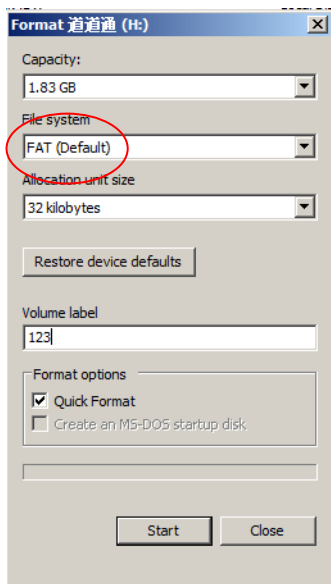 Format 道道通 (H:)
Capacity:
1.83 GB
File system
FAT (Default)
Allocation unit size
32 kilobytes
Restore device defaults
Volume label
123
Format options
Quick Format
Create an MS-DOS startup disk
Start Close